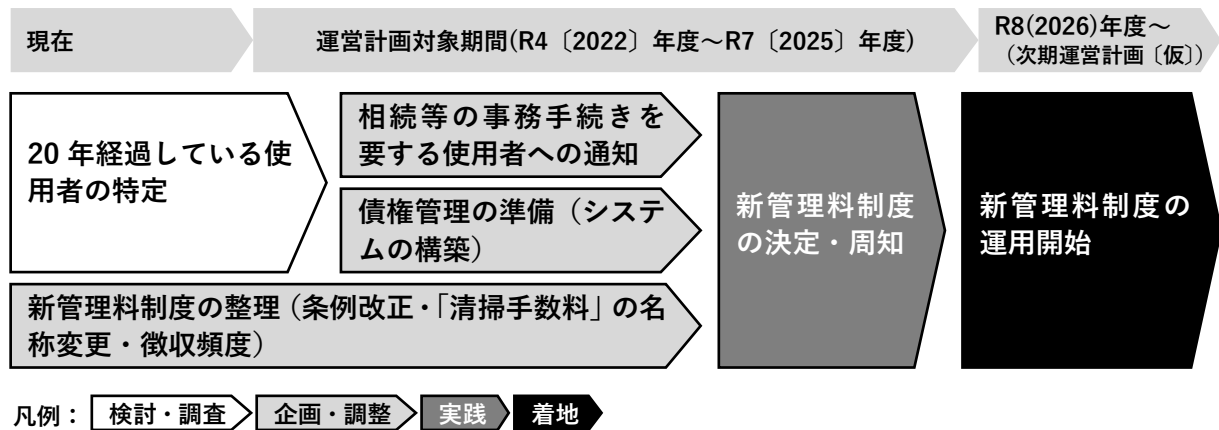 現在
運営計画対象期間(R4〔2022〕年度～R7〔2025〕年度)
R8(2026)年度～
（次期運営計画〔仮〕）
20 年経過している使
用者の特定
相続等の事務手続きを
要する使用者への通知
債権管理の準備（システ
ムの構築）
新管理料制度の整理（条例改正・「清掃手数料」の名
称変更・徴収頻度）
新管理料制度
の決定・周知
新管理料制度の
運用開始
凡例： 検討・調査 企画・調整 実践 着地